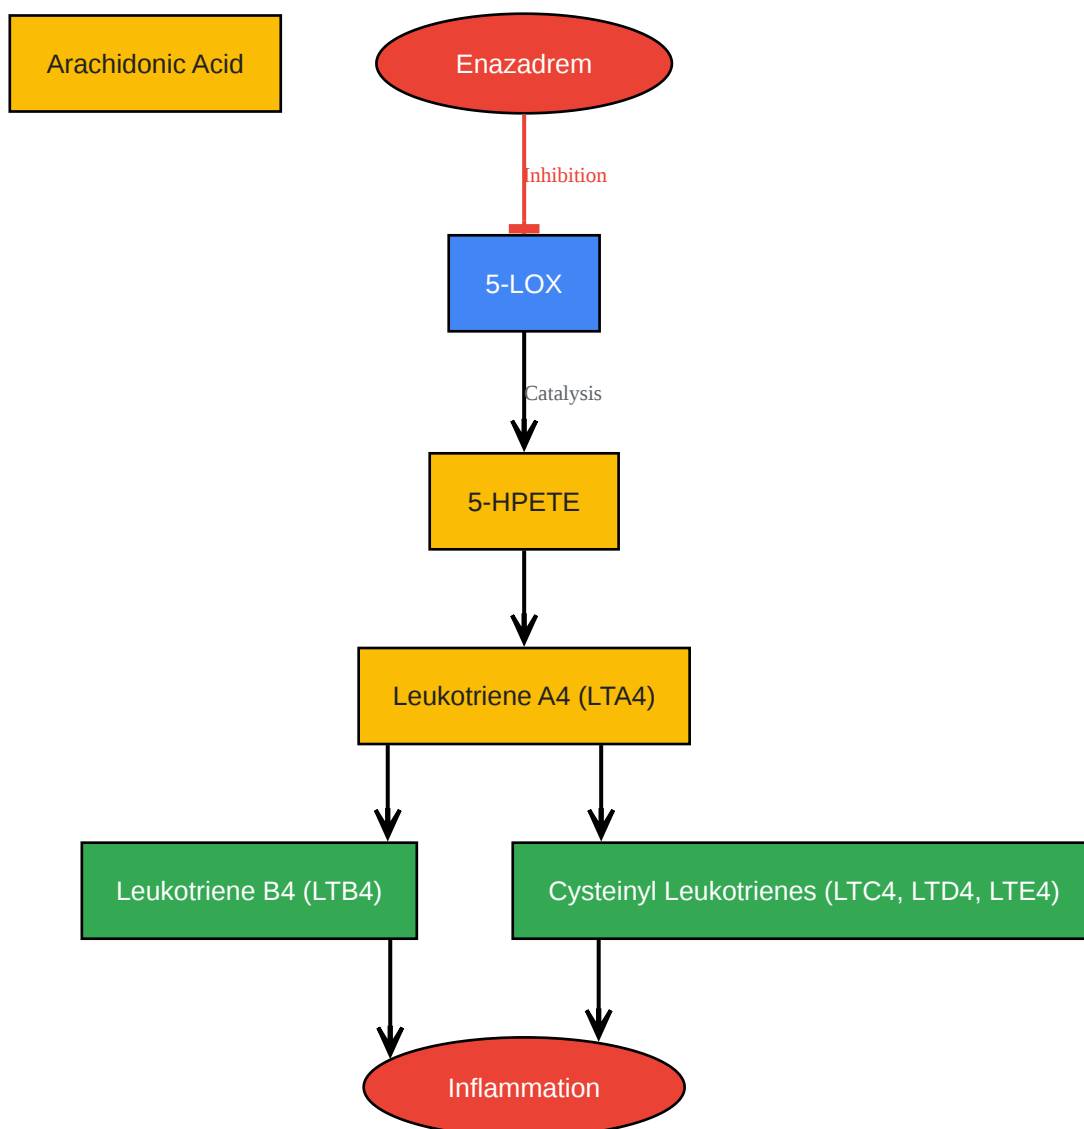 Arachidonic Acid
Enazadrem
Inhibition
5-LOX
Catalysis
5-HPETE
Leukotriene A4 (LTA4)
Leukotriene B4 (LTB4)
Cysteinyl Leukotrienes (LTC4, LTD4, LTE4)
Inflammation